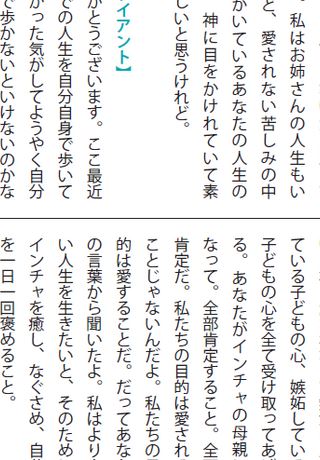 。私はお姉さんの人生もい
と、愛されない苦しみの中
かいているあなたの人生の
、神に目をかけれていて素
しいと思うけれど。
イアント】
がとうございます。ここ最近
での人生を自分自身で歩いて
かった気がしてようやく自分
で歩かないといけないのかな
ている子どもの心、嫉妬してい
子どもの心を全て受け取ってあ
る。あなたがインチャの母親
なって。全部肯定すること。全
肯定だ。私たちの目的は愛され
ことじゃないんだよ。私たちの
的は愛することだ。だってあな
の言葉から聞いたよ。私はより
い人生を生きたいと、そのため
インチャを癒し、なぐさめ、自
を一日一回褒めること。